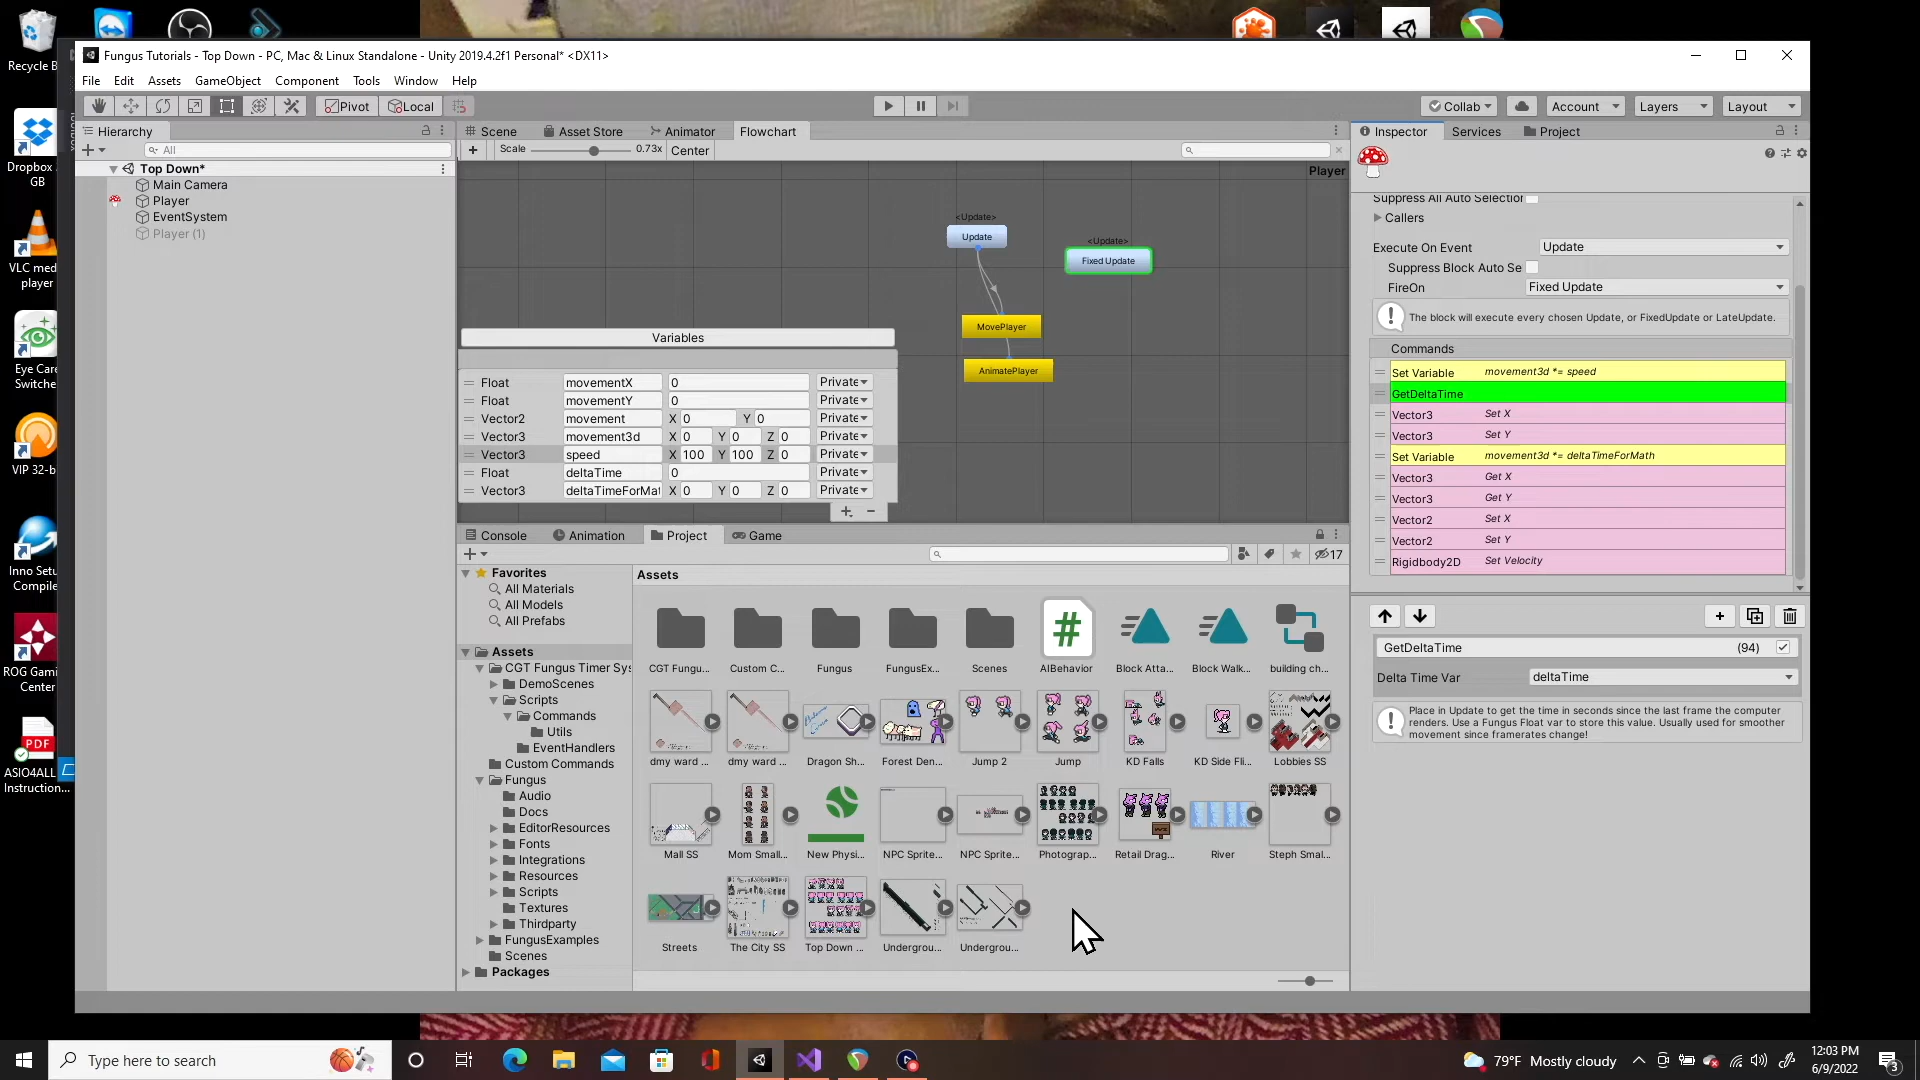 Recycle B
Dropbox
GB
VLC med
player
Eye Care
Switche
VIP 32-b
Inno Setu
Compile
ROG Gami
Center
PDF
ASIO4ALL
Instruction...
Fungus Tutorials - Top Down - PC, Mac & Linux Standalone - Unity 2019.4.2f1 Personal* <DX11>
File Edit Assets GameObject Component Tools Window Help
Pivot Local Collab Account Layers Layout
Hierarchy
All
Top Down*
Main Camera
Player
EventSystem
Player (1)
Scene Asset Store Animator Flowchart
Scale 0.73x Center
Player
<Update>
Update
<Update>
Fixed Update
MovePlayer
AnimatePlayer
Variables
Float movementX 0 Private
Float movementY 0 Private
Vector2 movement X 0 Y 0 Private
Vector3 movement3d X 0 Y 0 Z 0 Private
Vector3 speed X 100 Y 100 Z 0 Private
Float deltaTime 0 Private
Vector3 deltaTimeForMat X 0 Y 0 Z 0 Private
Console Animation Project Game
17
Favorites
All Materials
All Models
All Prefabs
Assets
CGT Fungus Timer Sys
DemoScenes
Scripts
Commands
Utils
EventHandlers
Custom Commands
Fungus
Audio
Docs
EditorResources
Fonts
Integrations
Resources
Scripts
Textures
Thirdparty
FungusExamples
Scenes
Packages
Assets
CGT Fungu... Custom C... Fungus FungusEx... Scenes AIBehavior Block Atta... Block Walk... building ch...
dmy ward ... dmy ward ... Dragon Sh... Forest Den... Jump 2 Jump KD Falls KD Side Fli... Lobbies SS
Mall SS Mom Small... New Physi... NPC Sprite... NPC Sprite... Photograp... Retail Drag... River Steph Smal...
Streets The City SS Top Down ... Undergrou... Undergrou...
Inspector Services Project
Suppress All Auto Selection
Callers
Execute On Event Update
Suppress Block Auto Se
FireOn Fixed Update
The block will execute every chosen Update, or FixedUpdate or LateUpdate.
Commands
Set Variable movement3d *= speed
GetDeltaTime
Vector3 Set X
Vector3 Set Y
Set Variable movement3d *= deltaTimeForMath
Vector3 Get X
Vector3 Get Y
Vector2 Set X
Vector2 Set Y
Rigidbody2D Set Velocity
GetDeltaTime (94)
Delta Time Var deltaTime
Place in Update to get the time in seconds since the last frame the computer
renders. Use a Fungus Float var to store this value. Usually used for smoother
movement since framerates change!
Type here to search
79°F Mostly cloudy
12:03 PM
6/9/2022
3